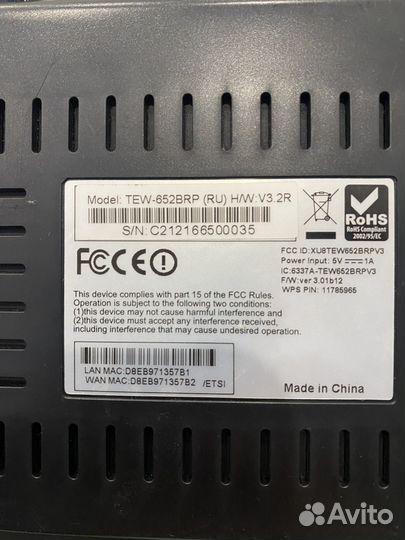 Model: TEW-652BRP (RU) H/W:V3.2R
S/N:C212166500035
RoHS
RoHS Compliant
2002/95/EC
FCC ID:XU8TEW652BRPV3
Power Input: 5V⎓1A
IC:6337A-TEW652BRPV3
F/W:ver 3.01b12
WPS PIN: 11785965
FC CE
This device complies with part 15 of the FCC Rules.
Operation is subject to the following two conditions:
(1)this device may not cause harmful interference, and
(2)this device must accept any interference received,
including interference that may cause undesired operation.
LAN MAC:D8EB971357B1
WAN MAC:D8EB971357B2 /ETSI
Made in China
Avito